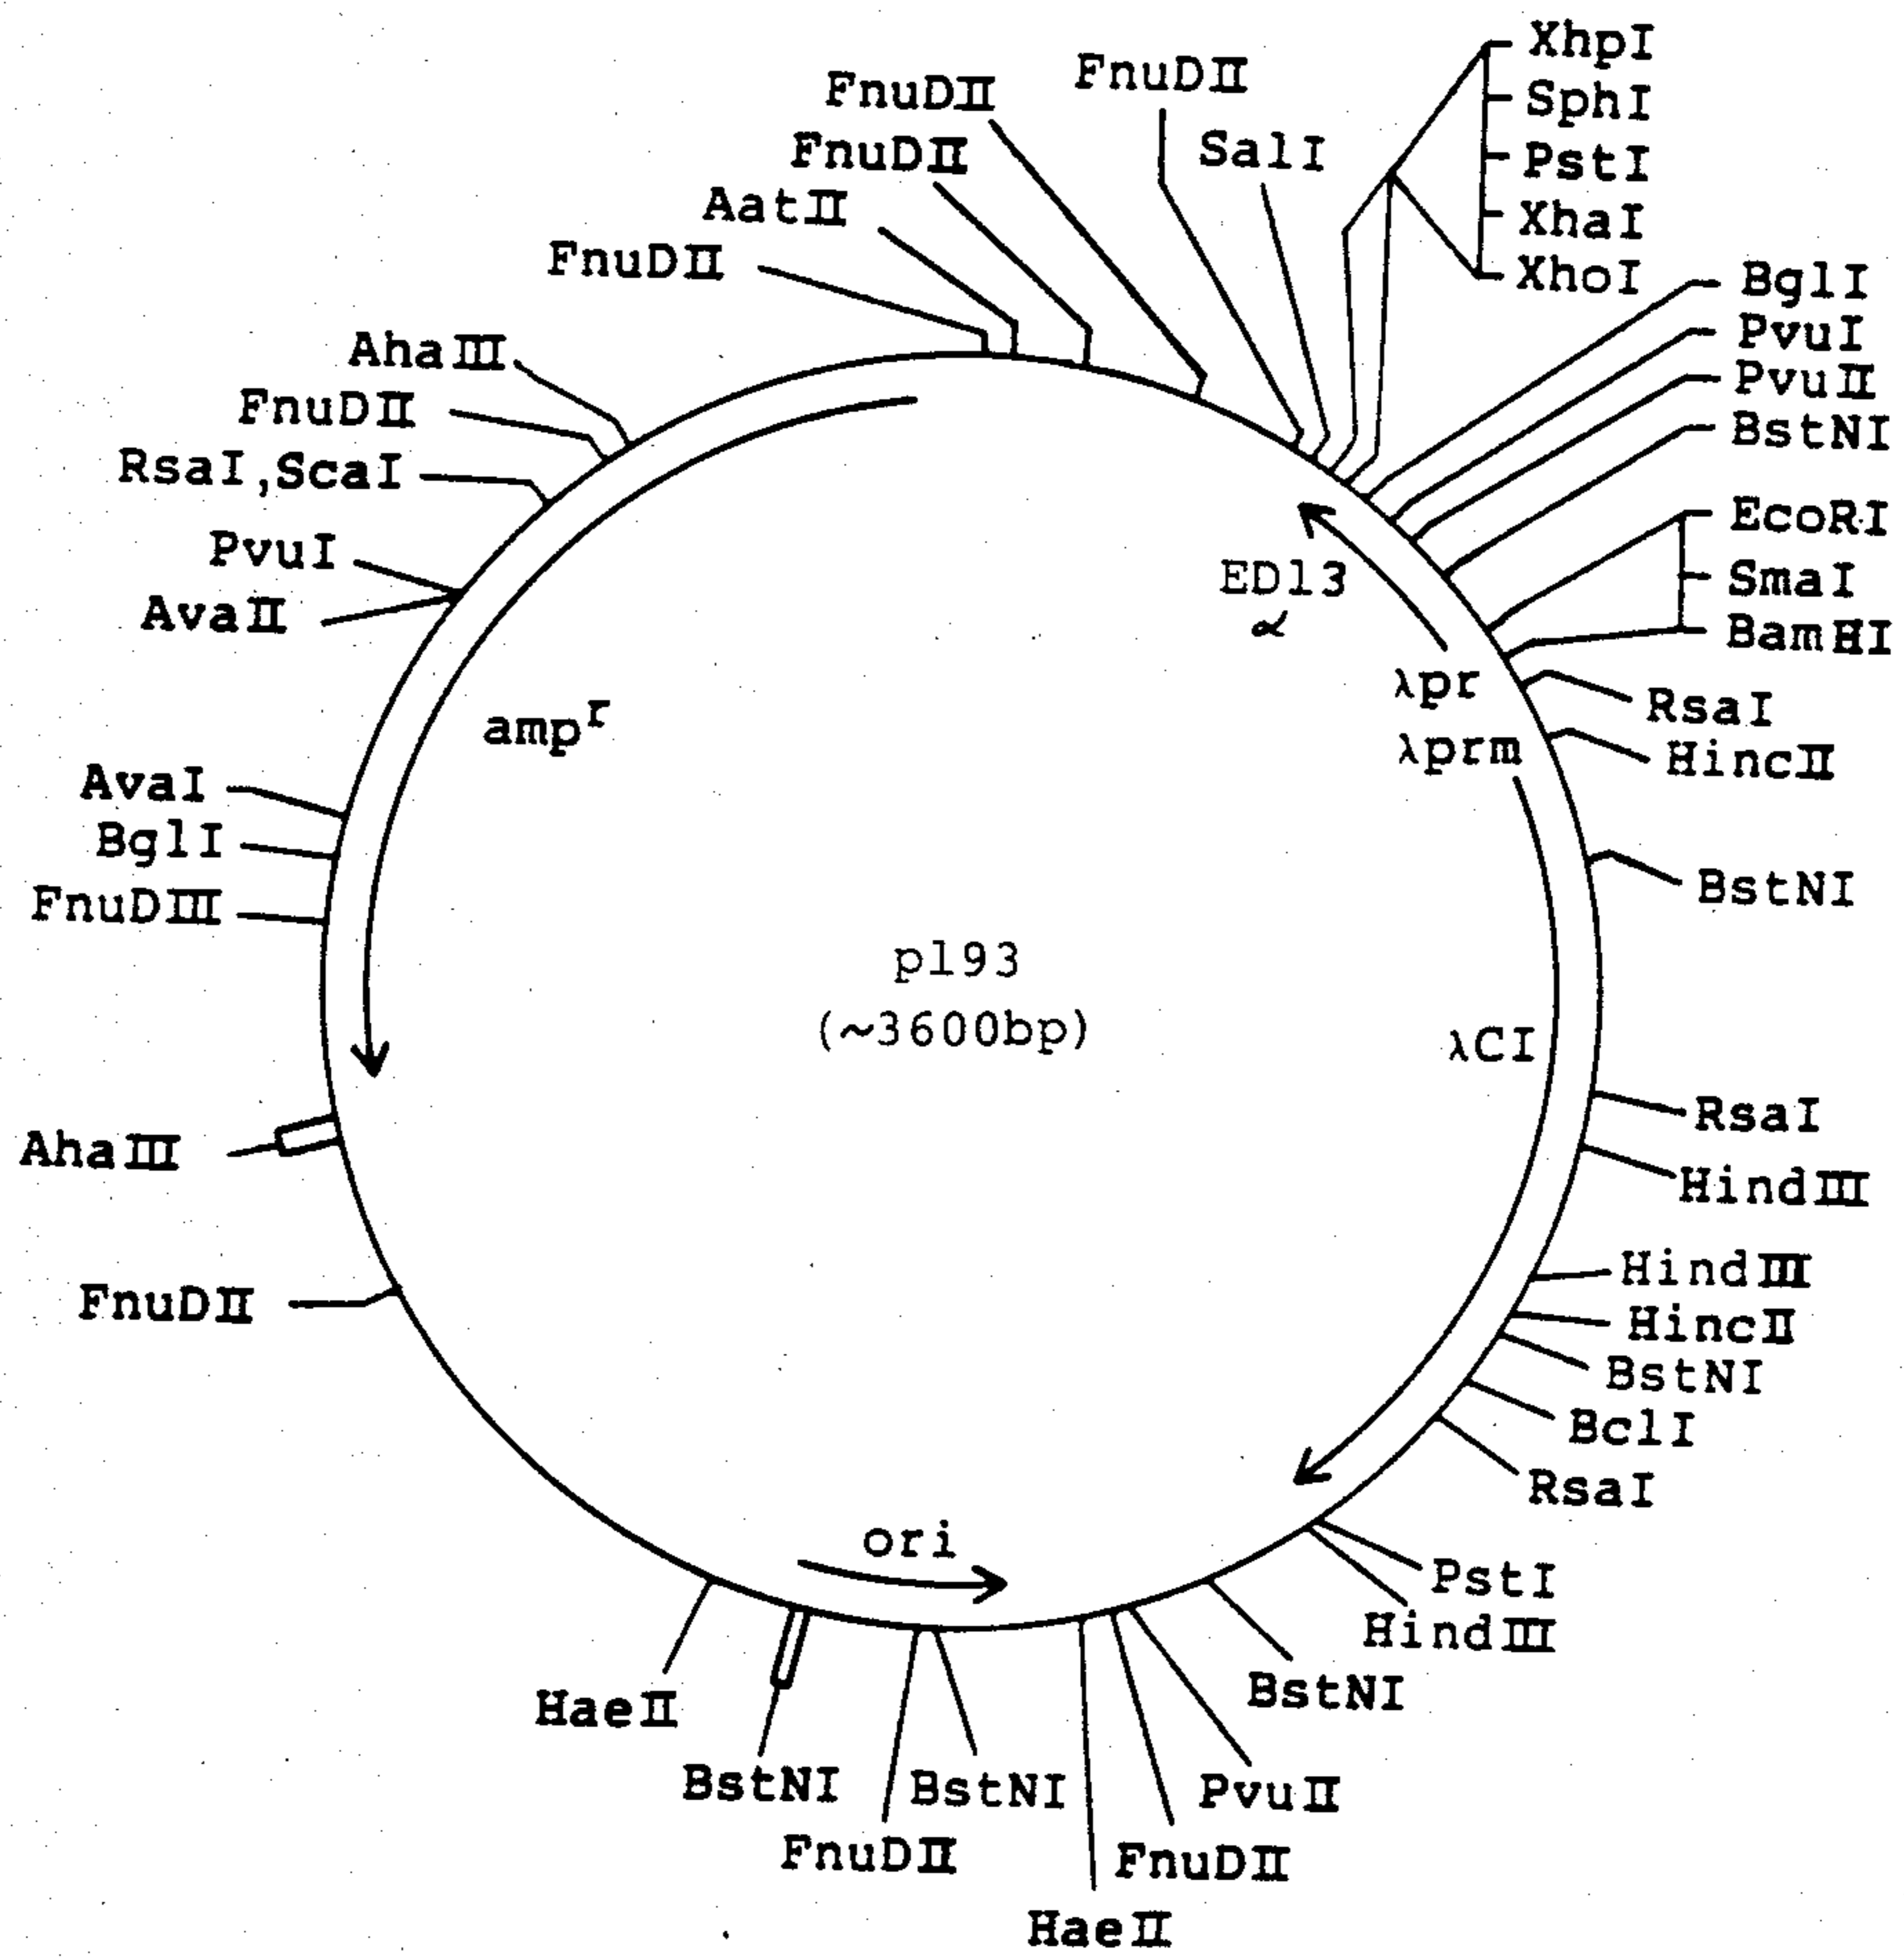 XhpI
SphI
PstI
XhaI
XhoI
FnuDII
FnuDII
FnuDII
SalI
AatII
FnuDII
BglI
PvuI
PvuII
BstNI
AhaIII
FnuDII
RsaI,ScaI
EcoRI
SmaI
BamHI
PvuI
AvaII
ED13
α
λpr
λprm
RsaI
HincII
ampʳ
AvaI
BglI
FnuDIII
BstNI
p193
(~3600bp)
λCI
RsaI
HindIII
AhaIII
HindIII
HincII
BstNI
BclI
RsaI
FnuDII
ori
PstI
HindIII
BstNI
HaeII
BstNI
BstNI
PvuII
FnuDII
FnuDII
HaeII